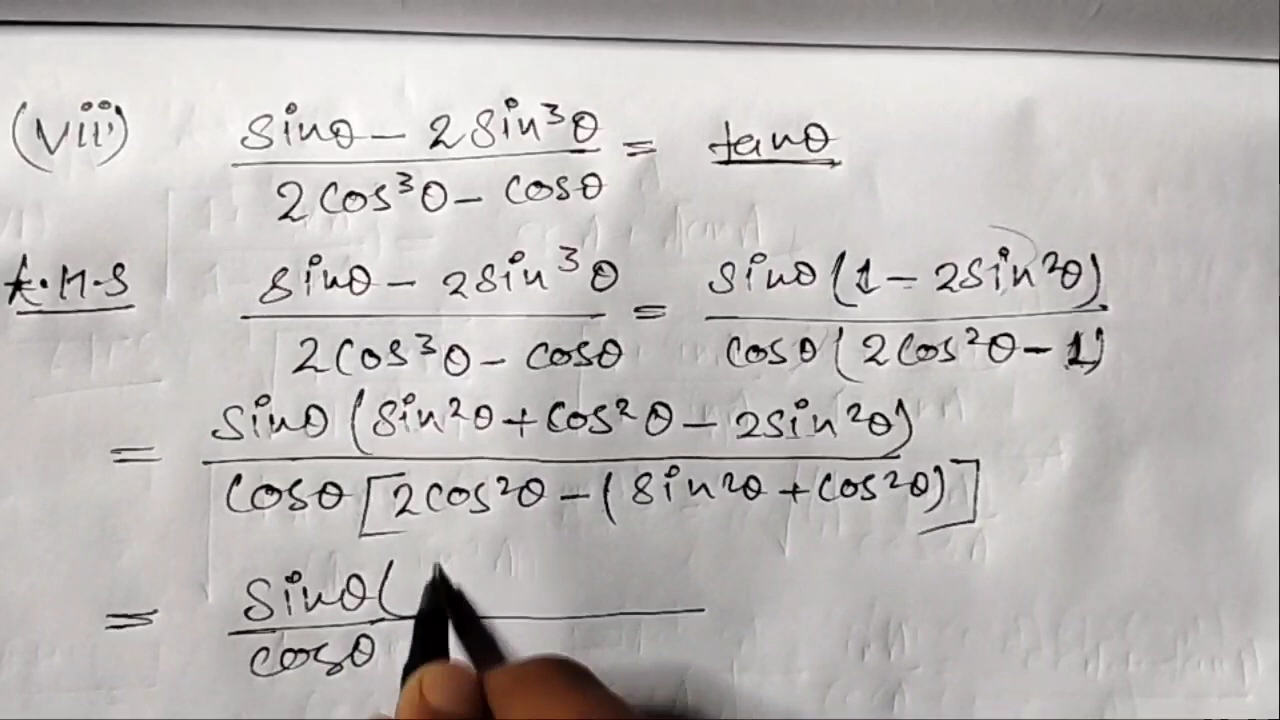 (viii) sinθ - 2sin³θ / 2cos³θ - cosθ = tanθ
L.H.S sinθ - 2sin³θ / 2cos³θ - cosθ = sinθ(1 - 2sin²θ) / cosθ(2cos²θ - 1)
= sinθ(sin²θ + cos²θ - 2sin²θ) / cosθ[2cos²θ - (sin²θ + cos²θ)]
= sinθ( / cosθ